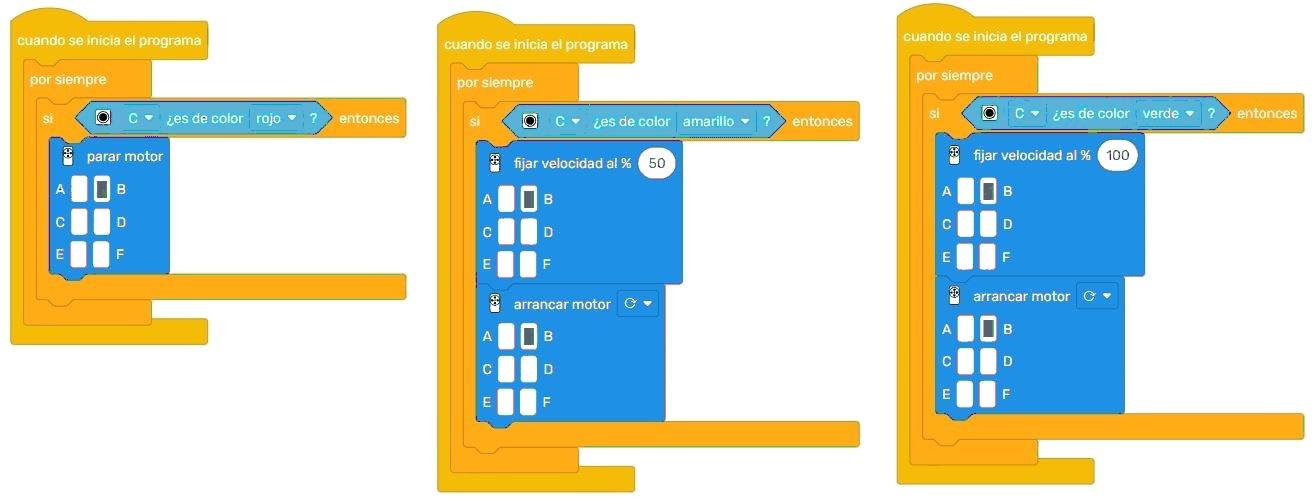 cuando se inicia el programa
por siempre
si C ¿es de color rojo ? entonces
parar motor
A B
C D
E F
cuando se inicia el programa
por siempre
si C ¿es de color amarillo ? entonces
fijar velocidad al % 50
A B
C D
E F
arrancar motor
A B
C D
E F
cuando se inicia el programa
por siempre
si C ¿es de color verde ? entonces
fijar velocidad al % 100
A B
C D
E F
arrancar motor
A B
C D
E F